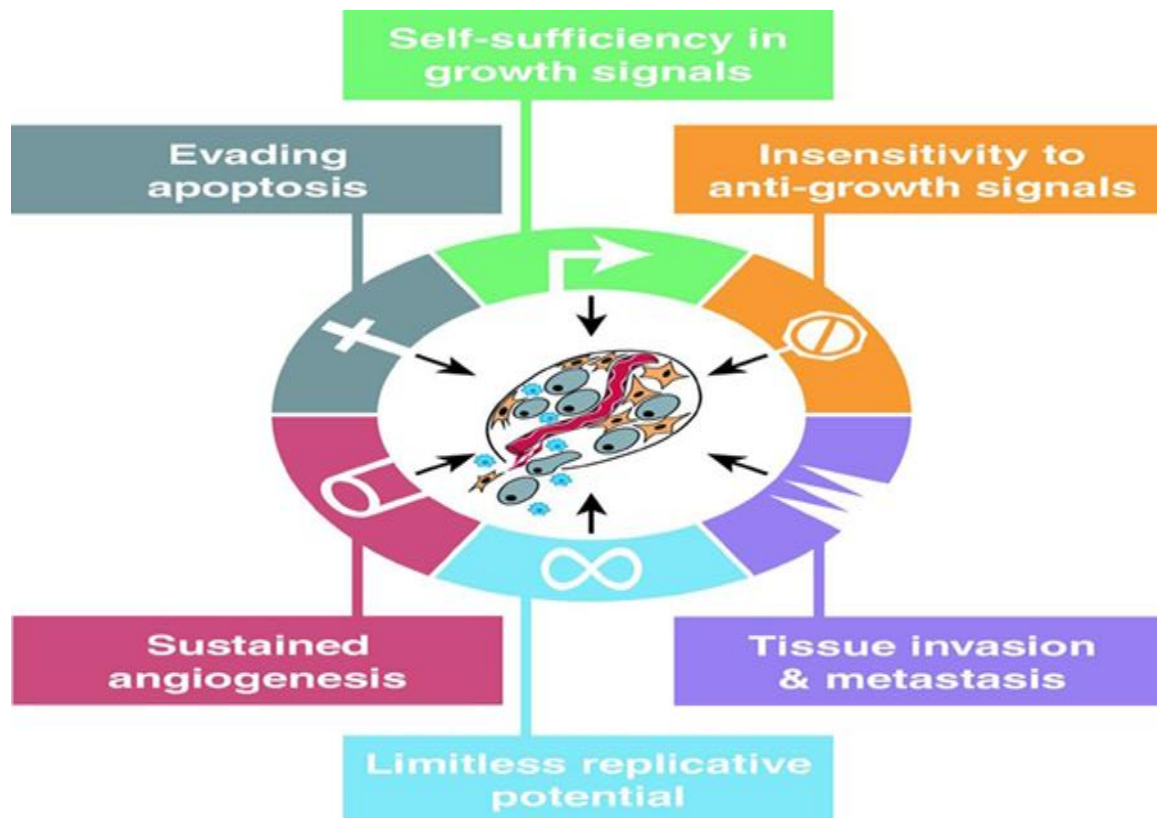 Self-sufficiency in
growth signals
Evading
apoptosis
Insensitivity to
anti-growth signals
Sustained
angiogenesis
Tissue invasion
& metastasis
Limitless replicative
potential